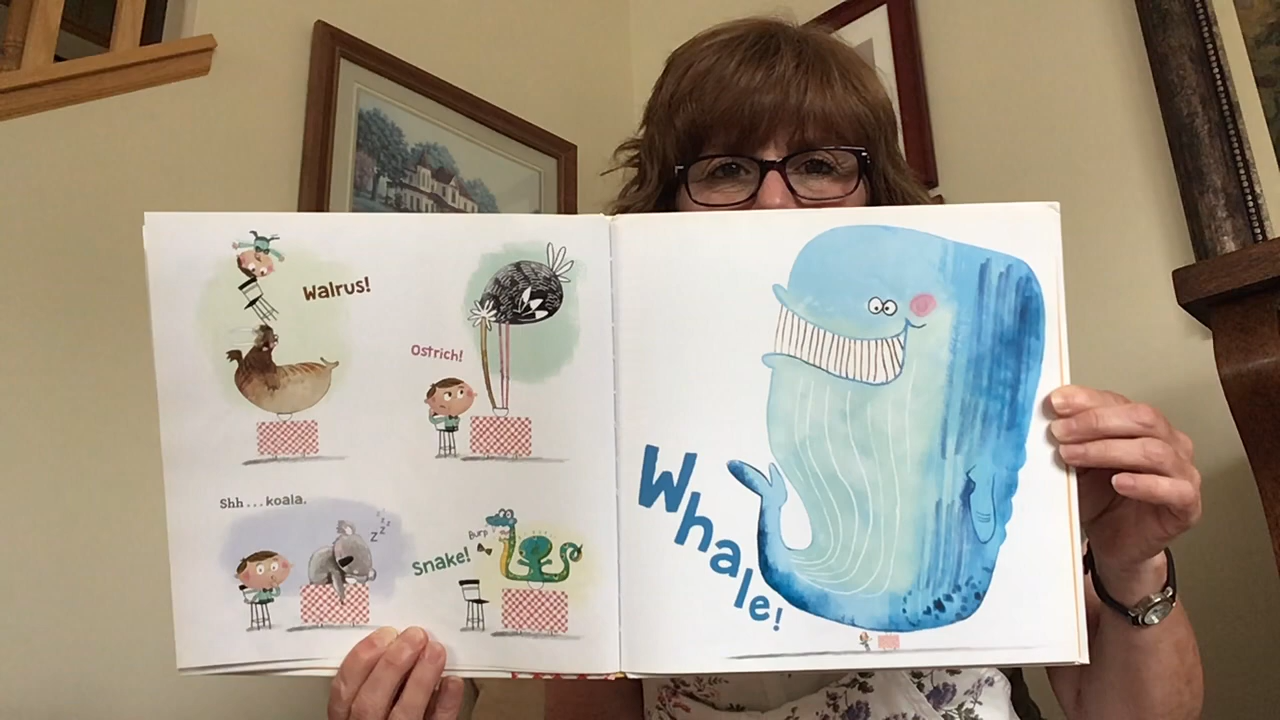 Walrus!
Ostrich!
Shh...koala.
z z z z
Burp
Snake!
Whale!